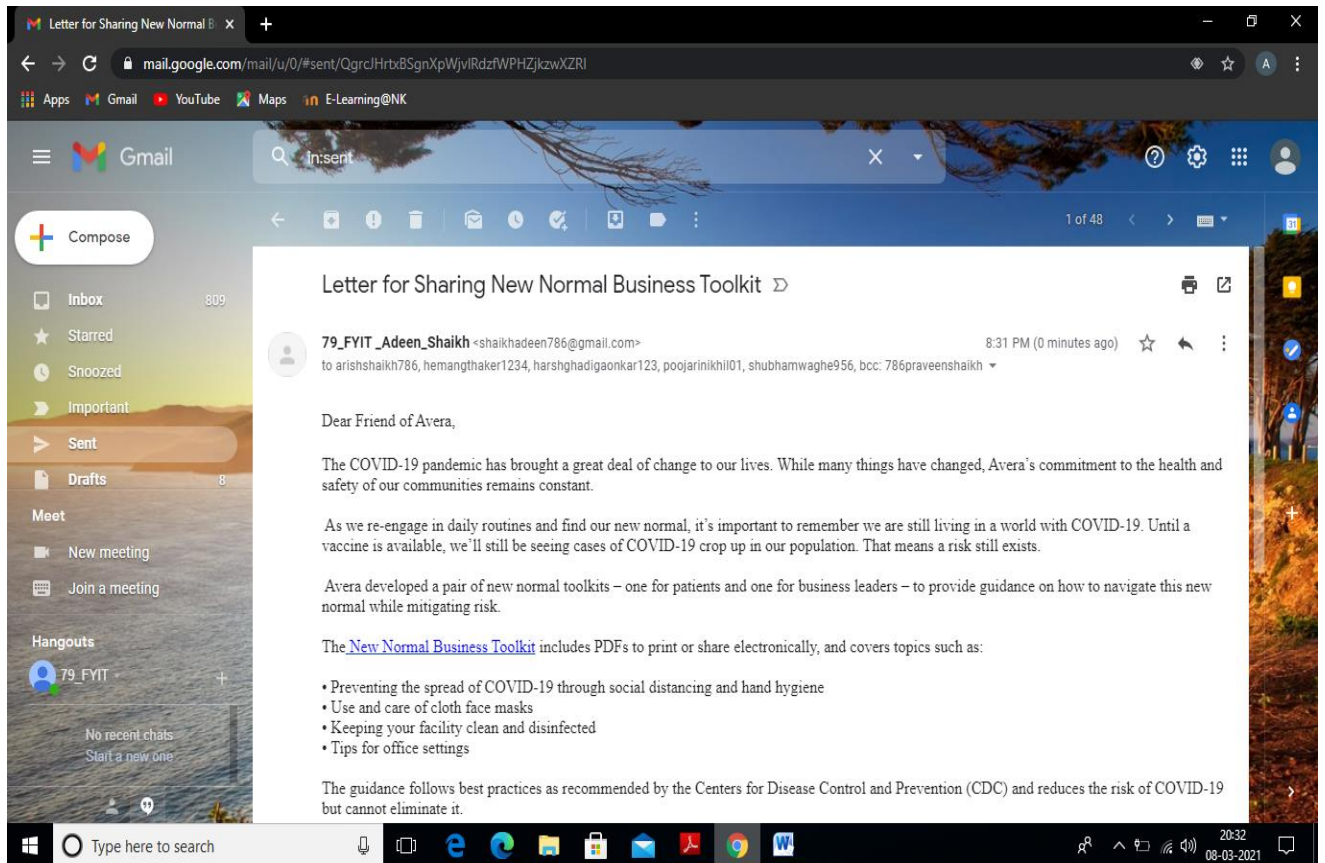 Letter for Sharing New Normal B
mail.google.com/mail/u/0/#sent/QgrcJHrtxBSgnXpWjvlRdzfWPHZjkzwXZRl
A
Apps Gmail YouTube Maps E-Learning@NK
Gmail
in:sent
Compose
1 of 48
31
Letter for Sharing New Normal Business Toolkit
Inbox 809
Starred
Snoozed
Important
Sent
Drafts 8
Meet
New meeting
Join a meeting
Hangouts
79_FYIT
No recent chats
Start a new one
79_FYIT _Adeen_Shaikh <shaikhadeen786@gmail.com> 8:31 PM (0 minutes ago)
to arishshaikh786, hemangthaker1234, harshghadigaonkar123, poojarinikhil01, shubhamwaghe956, bcc: 786praveenshaikh
Dear Friend of Avera,
The COVID-19 pandemic has brought a great deal of change to our lives. While many things have changed, Avera's commitment to the health and
safety of our communities remains constant.
As we re-engage in daily routines and find our new normal, it's important to remember we are still living in a world with COVID-19. Until a
vaccine is available, we'll still be seeing cases of COVID-19 crop up in our population. That means a risk still exists.
Avera developed a pair of new normal toolkits – one for patients and one for business leaders – to provide guidance on how to navigate this new
normal while mitigating risk.
The New Normal Business Toolkit includes PDFs to print or share electronically, and covers topics such as:
• Preventing the spread of COVID-19 through social distancing and hand hygiene
• Use and care of cloth face masks
• Keeping your facility clean and disinfected
• Tips for office settings
The guidance follows best practices as recommended by the Centers for Disease Control and Prevention (CDC) and reduces the risk of COVID-19
but cannot eliminate it.
Type here to search
20:32
08-03-2021